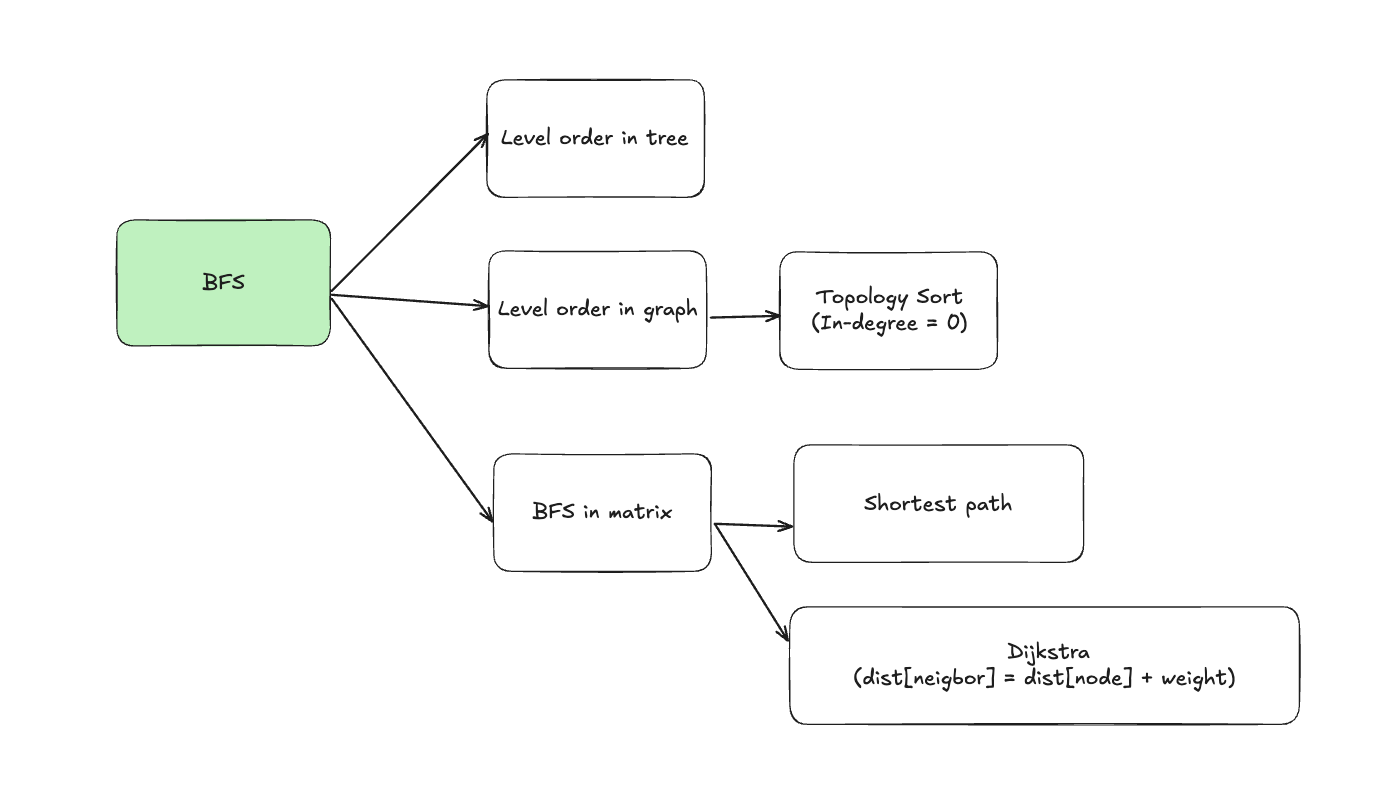 Level order in tree
BFS
Level order in graph
Topology Sort
(In-degree = 0)
BFS in matrix
Shortest path
Dijkstra
(dist[neigbor] = dist[node] + weight)